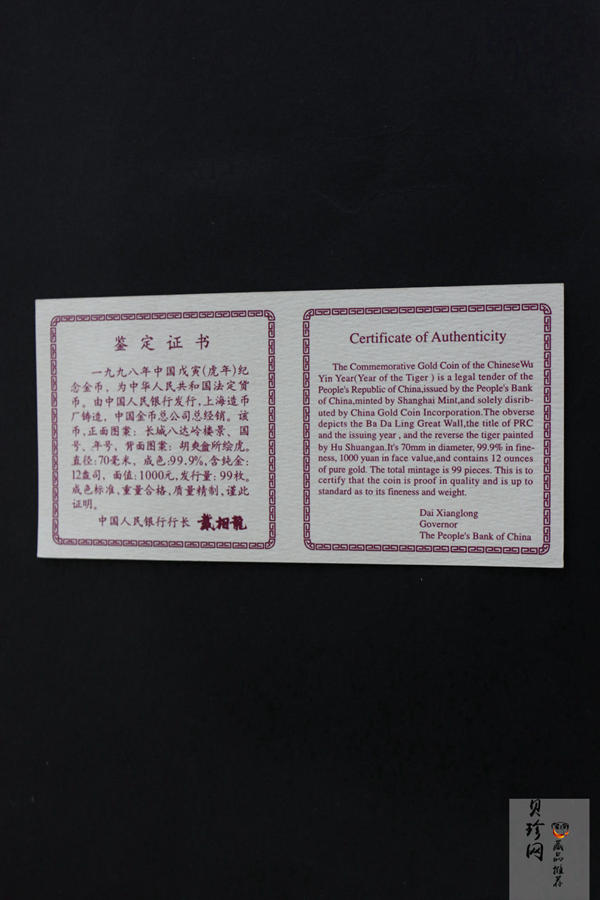 鉴定证书
一九九八年中国戊寅(虎年)纪
念金币，为中华人民共和国法定货
币。由中国人民银行发行,上海造币
厂铸造，中国金币总公司总经销。该
币,正面图案：长城八达岭楼景、国
号、年号，背面图案：胡爽盦所绘虎。
直径:70毫米，成色:99.9%,含纯金:
12盎司，面值:1000元,发行量:99枚。
成色标准,重量合格,质量精制,谨此
证明。
中国人民银行行长 戴相龍
Certificate of Authenticity
The Commemorative Gold Coin of the ChineseWu
Yin Year(Year of the Tiger ) is a legal tender of the
People's Republic of China,issued by the People's Bank
of China,minted by Shanghai Mint,and solely disrib-
uted by China Gold Coin Incorporation.The obverse
depicts the Ba Da Ling Great Wall,the title of PRC
and the issuing year , and the reverse the tiger painted
by Hu Shuangan.It's 70mm in diameter, 99.9% in fine-
ness, 1000 yuan in face value,and contains 12 ounces
of pure gold. The total mintage is 99 pieces. This is to
certify that the coin is proof in quality and is up to
standard as to its fineness and weight.
Dai Xianglong
Governor
The People's Bank of China
贝珍网
藏品推荐